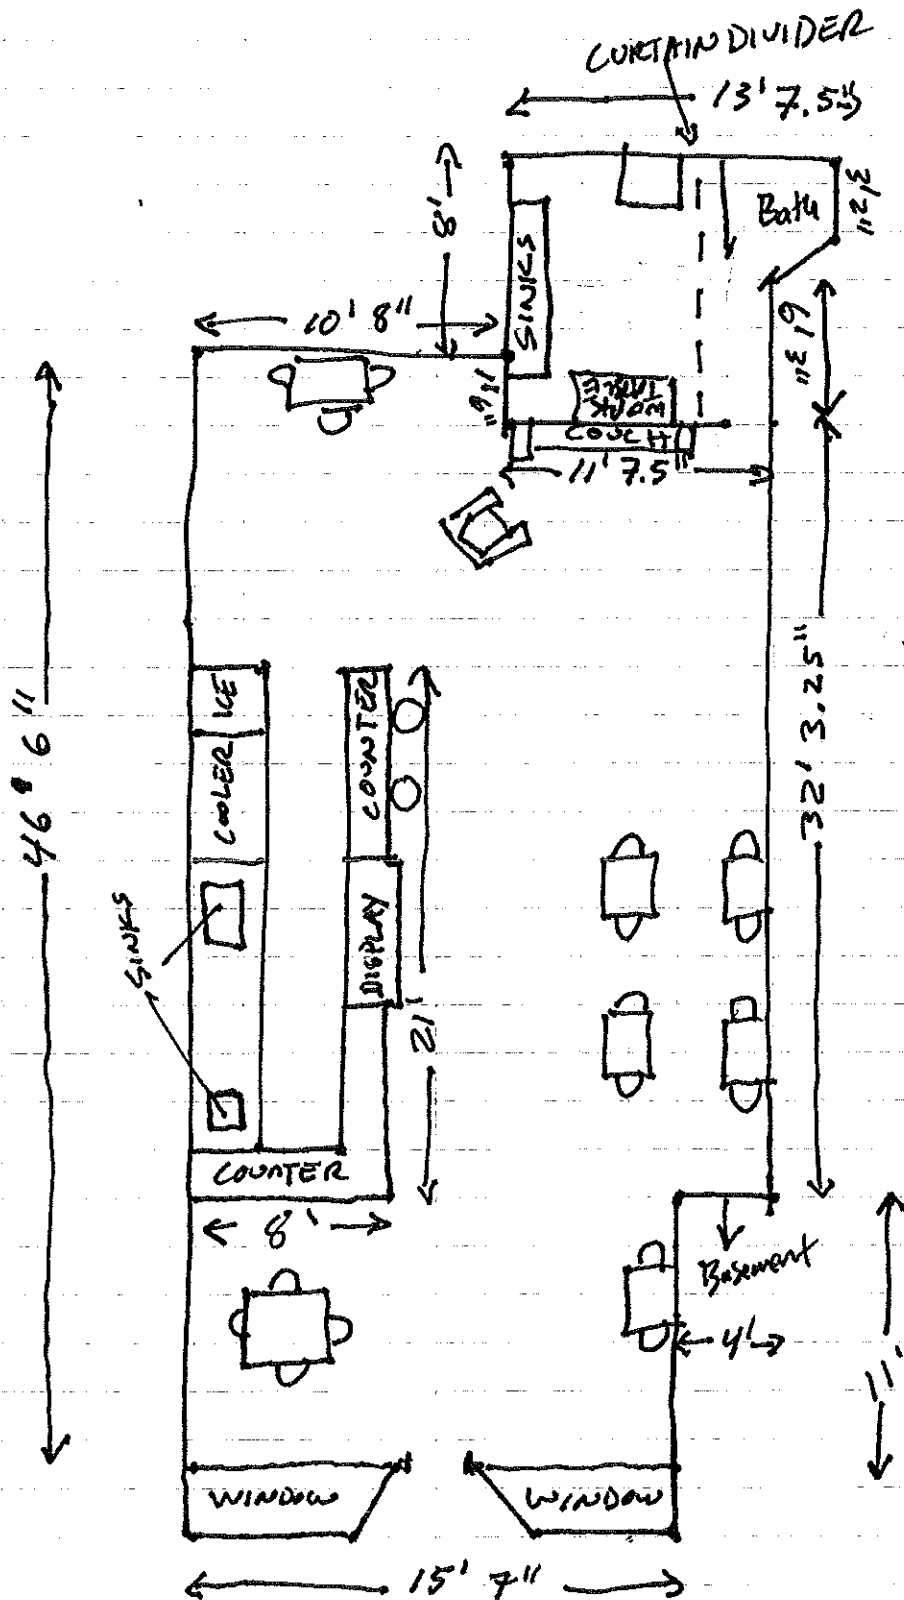 CURTAIN DIVIDER
13' 7.5"
8'
3'2"
Bath
SINKS
10' 8"
6' 3"
WORK
TABLE
COUCH
11' 7.5"
46' 6"
ICE
COOLER
COUNTER
32' 3.25"
SINKS
DISPLAY
21'
COUNTER
8'
Basement
4'
11'
WINDOW
WINDOW
15' 7"